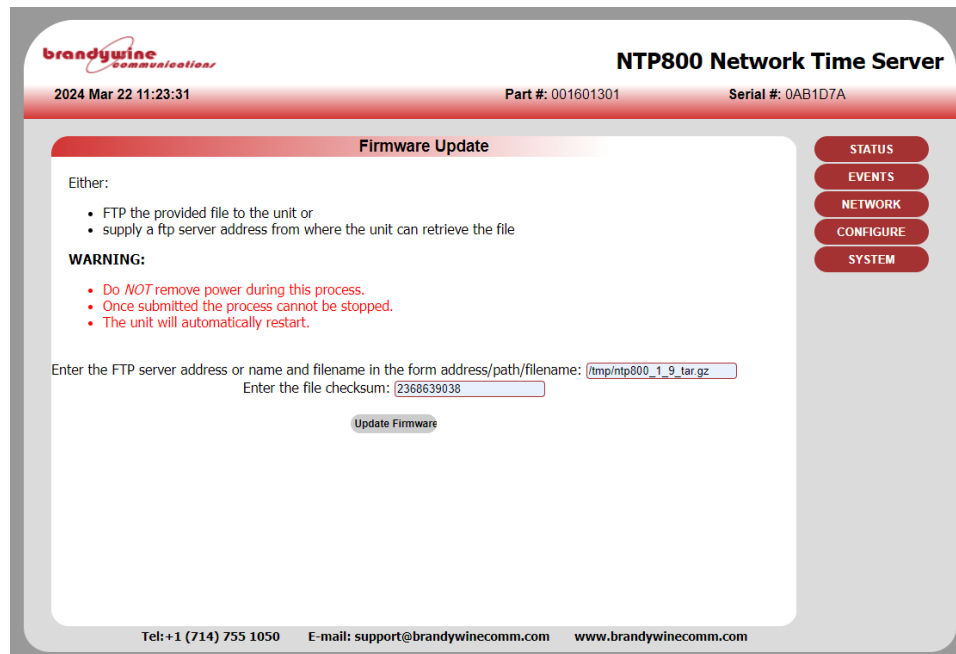 brandywine
communications
NTP800 Network Time Server
2024 Mar 22 11:23:31 Part #: 001601301 Serial #: 0AB1D7A
Firmware Update
STATUS
EVENTS
NETWORK
CONFIGURE
SYSTEM
Either:
• FTP the provided file to the unit or
• supply a ftp server address from where the unit can retrieve the file
WARNING:
• Do NOT remove power during this process.
• Once submitted the process cannot be stopped.
• The unit will automatically restart.
Enter the FTP server address or name and filename in the form address/path/filename: /tmp/ntp800_1_9_tar.gz
Enter the file checksum: 2368639038
Update Firmware
Tel:+1 (714) 755 1050 E-mail: support@brandywinecomm.com www.brandywinecomm.com